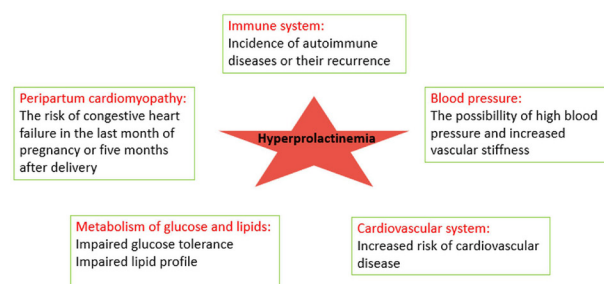 Immune system:
Incidence of autoimmune
diseases or their recurrence
Peripartum cardiomyopathy:
The risk of congestive heart
failure in the last month of
pregnancy or five months
after delivery
Blood pressure:
The possibillity of high blood
pressure and increased
vascular stiffness
Hyperprolactinemia
Metabolism of glucose and lipids:
Impaired glucose tolerance
Impaired lipid profile
Cardiovascular system:
Increased risk of cardiovascular
disease